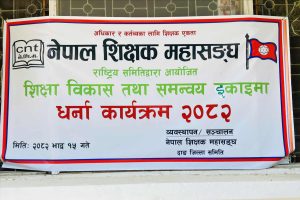 अधिकार र कर्तव्यका लागि शिक्षक एकता
cnt
नेपाल शिक्षक महासङ्घ
राष्ट्रिय समितिद्वारा आयोजित
शिक्षा विकास तथा समन्वय इकाइमा
धर्ना कार्यक्रम २०८२
व्यवस्थापन / सञ्चालन
मितिः २०८२ भाद्र १५ गते
नेपाल शिक्षक महासङ्घ
जिल्ला समिति